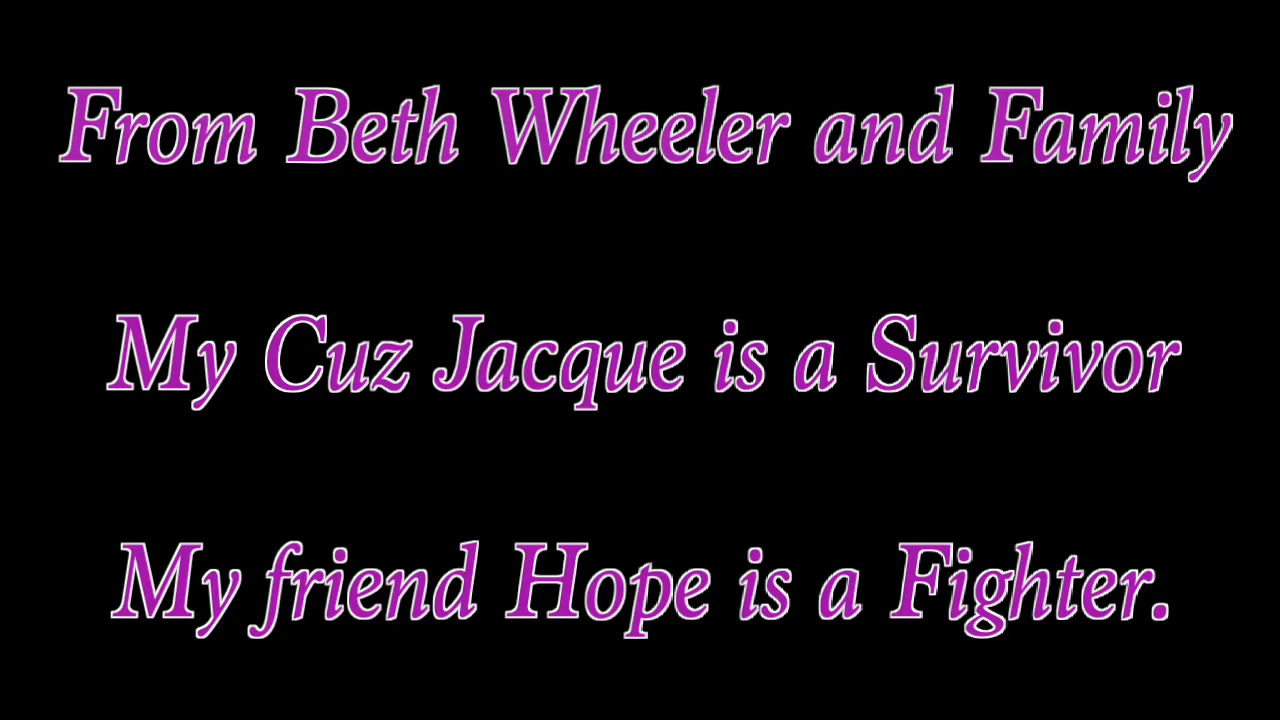 From Beth Wheeler and Family
My Cuz Jacque is a Survivor
My friend Hope is a Fighter.